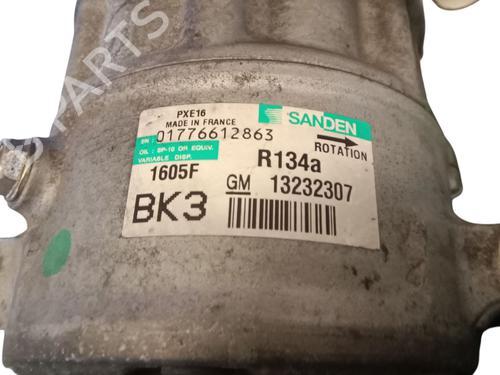 PXE16
MADE IN FRANCE
SANDEN
SN: 01776612863
OIL: SP-10 OR EQUIV.
VARIABLE DISP.
ROTATION
1605F
R134a
BK3
GM 13232307